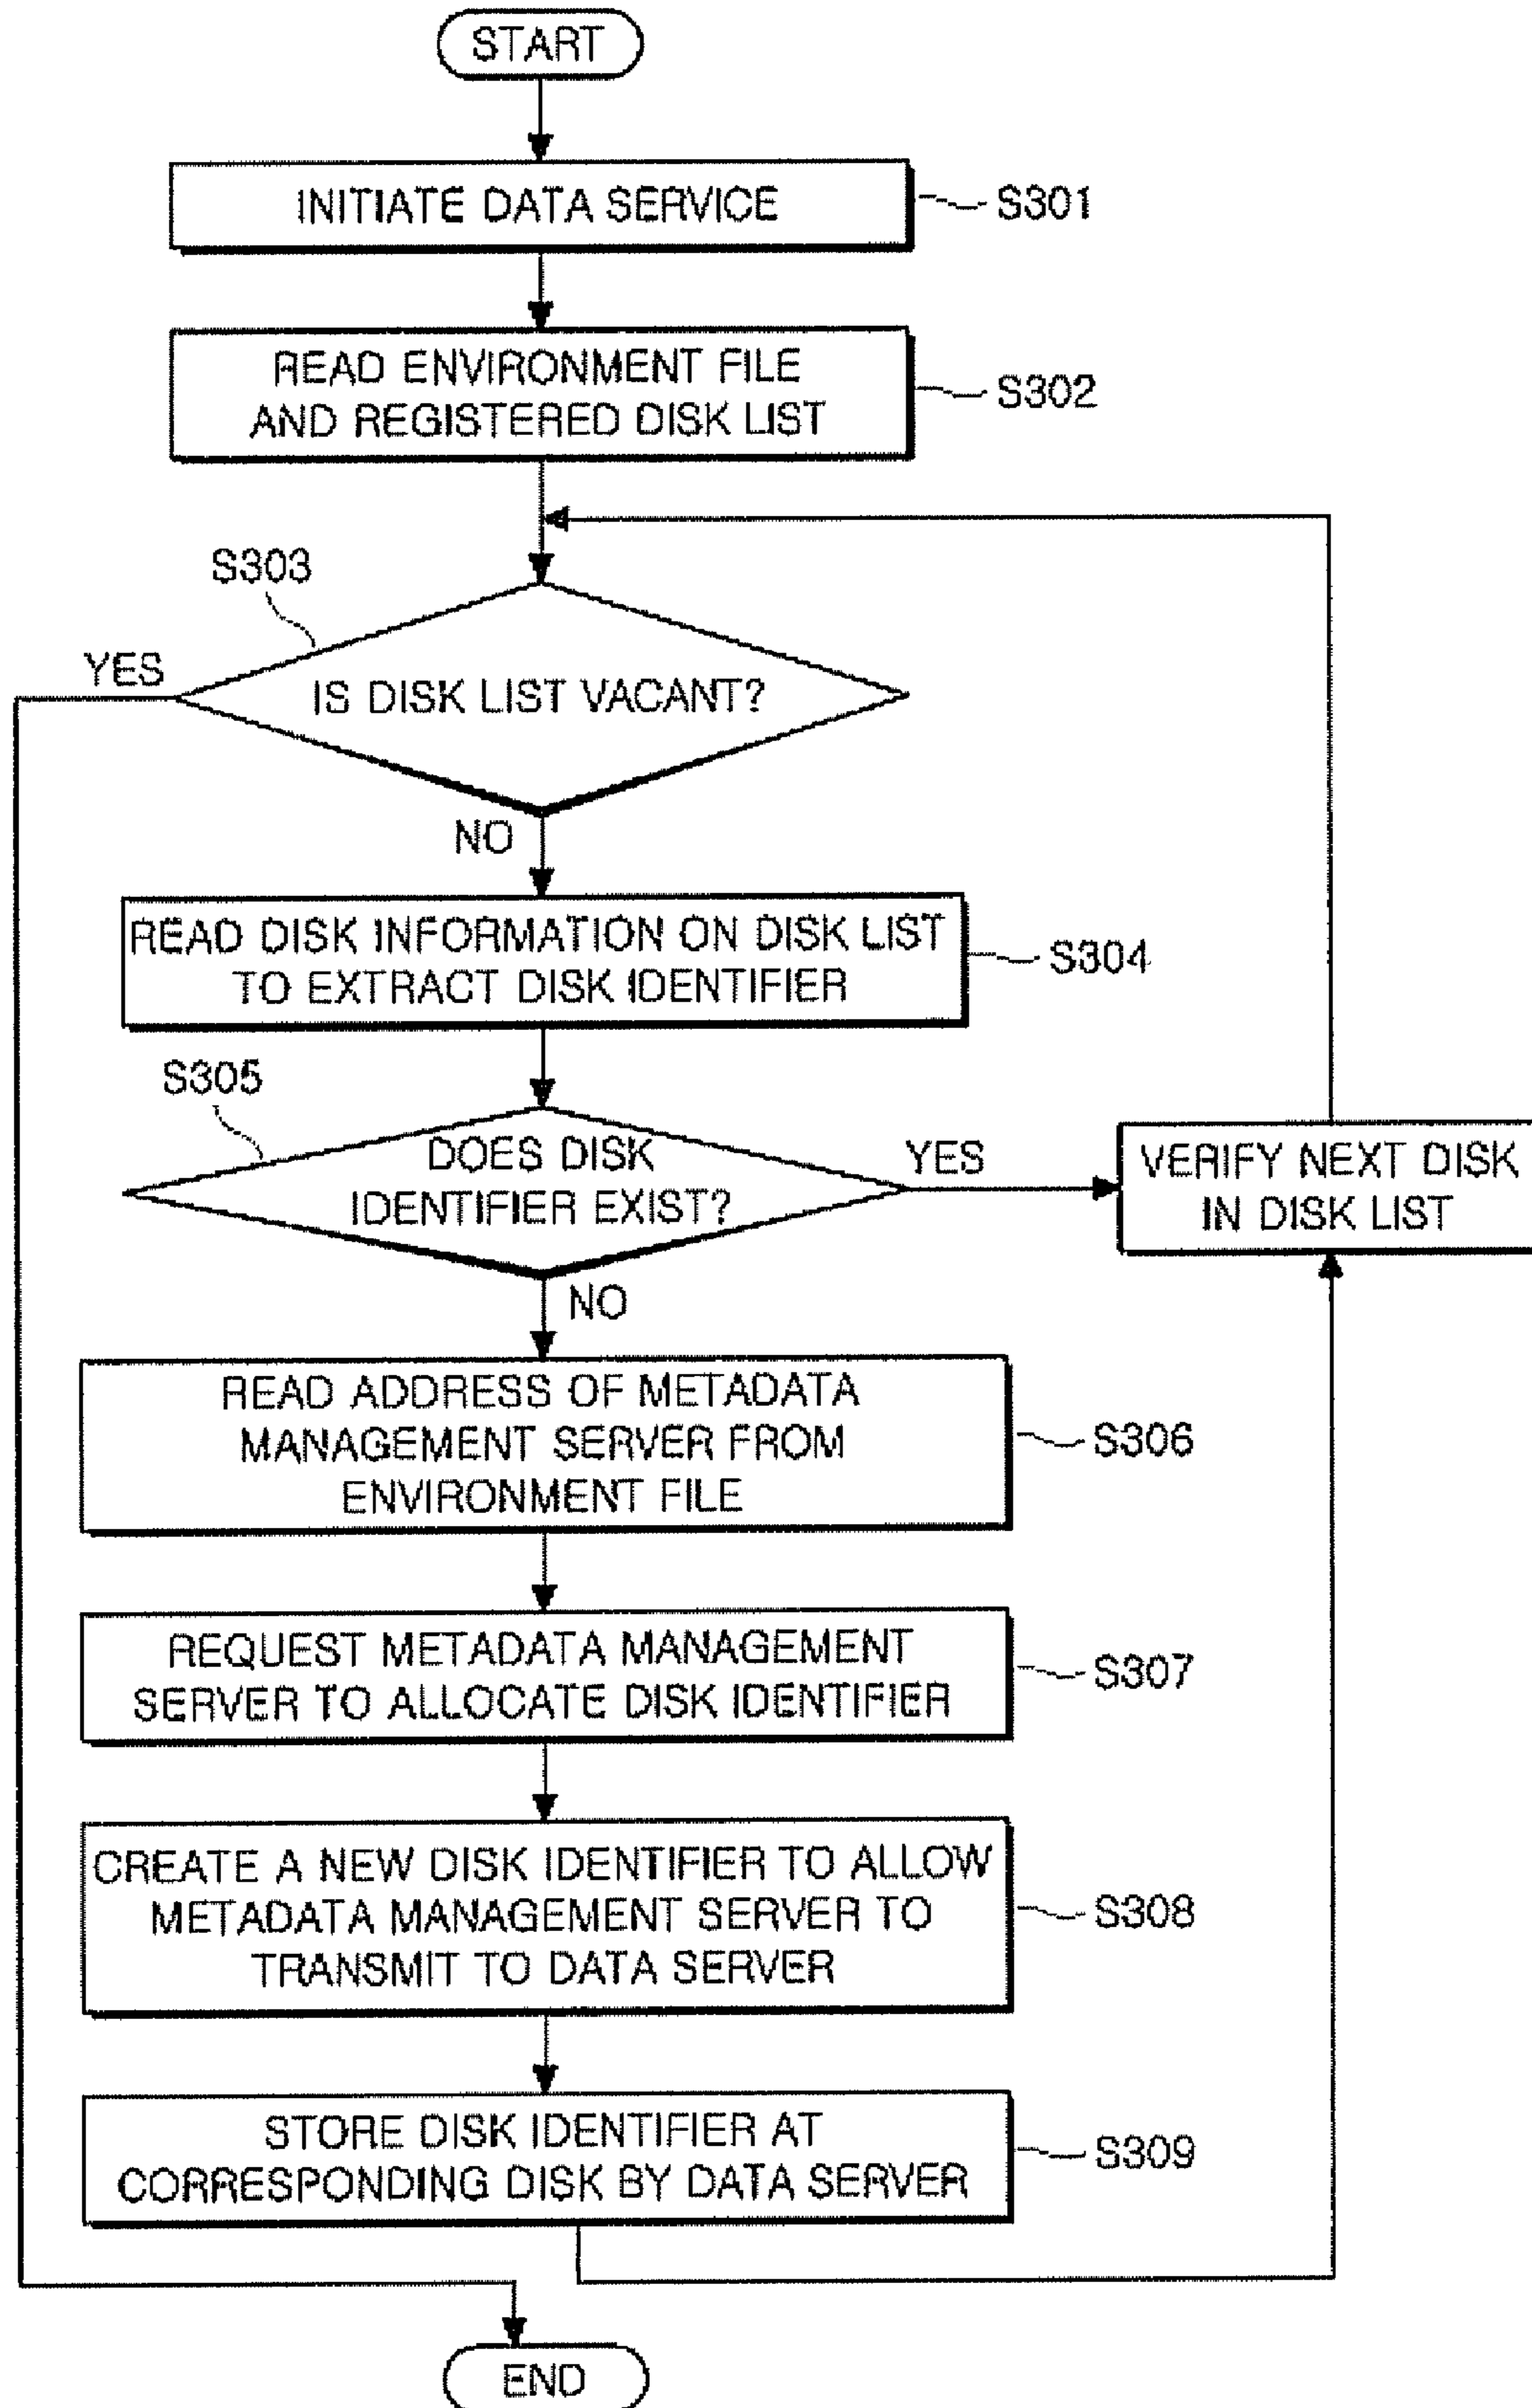 START
INITIATE DATA SERVICE
S301
READ ENVIRONMENT FILE
AND REGISTERED DISK LIST
S302
S303
YES
IS DISK LIST VACANT?
NO
READ DISK INFORMATION ON DISK LIST
TO EXTRACT DISK IDENTIFIER
S304
S305
DOES DISK
IDENTIFIER EXIST?
YES
VERIFY NEXT DISK
IN DISK LIST
NO
READ ADDRESS OF METADATA
MANAGEMENT SERVER FROM
ENVIRONMENT FILE
S306
REQUEST METADATA MANAGEMENT
SERVER TO ALLOCATE DISK IDENTIFIER
S307
CREATE A NEW DISK IDENTIFIER TO ALLOW
METADATA MANAGEMENT SERVER TO
TRANSMIT TO DATA SERVER
S308
STORE DISK IDENTIFIER AT
CORRESPONDING DISK BY DATA SERVER
S309
END